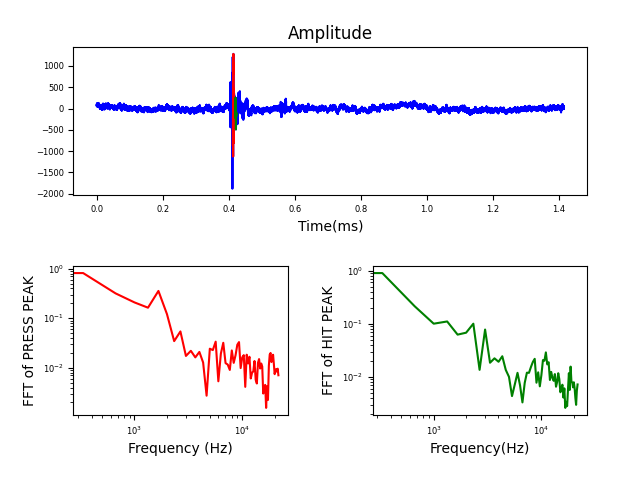 Amplitude
1000
500
0
−500
−1000
−1500
−2000
0.0 0.2 0.4 0.6 0.8 1.0 1.2 1.4
Time(ms)
FFT of PRESS PEAK
10⁰
10⁻¹
10⁻²
10³ 10⁴
Frequency (Hz)
FFT of HIT PEAK
10⁰
10⁻¹
10⁻²
10³ 10⁴
Frequency(Hz)